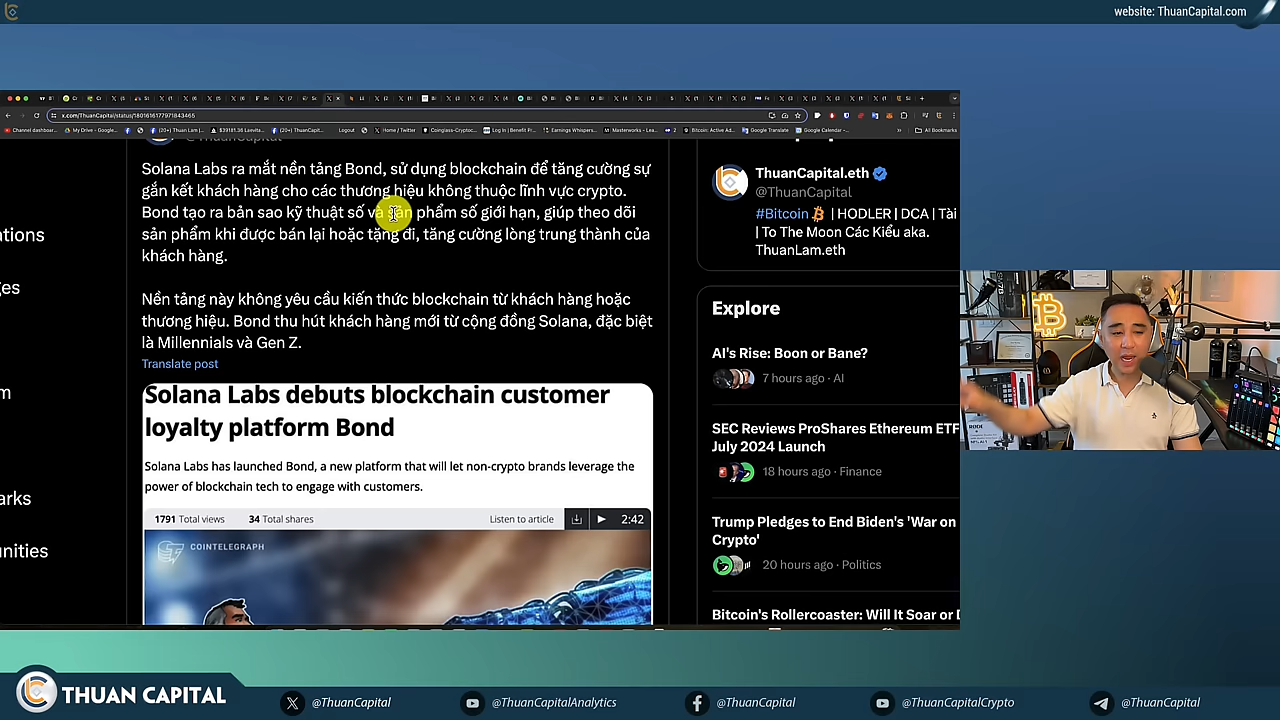 website: ThuanCapital.com
x.com/ThuanCapital/status/1801616177971843465
@ThuanCapital
Solana Labs ra mắt nền tảng Bond, sử dụng blockchain để tăng cường sự
gắn kết khách hàng cho các thương hiệu không thuộc lĩnh vực crypto.
Bond tạo ra bản sao kỹ thuật số và sản phẩm số giới hạn, giúp theo dõi
sản phẩm khi được bán lại hoặc tặng đi, tăng cường lòng trung thành của
khách hàng.
Nền tảng này không yêu cầu kiến thức blockchain từ khách hàng hoặc
thương hiệu. Bond thu hút khách hàng mới từ cộng đồng Solana, đặc biệt
là Millennials và Gen Z.
Translate post
Solana Labs debuts blockchain customer
loyalty platform Bond
Solana Labs has launched Bond, a new platform that will let non-crypto brands leverage the
power of blockchain tech to engage with customers.
1791 Total views 34 Total shares Listen to article 2:42
COINTELEGRAPH
ThuanCapital.eth
@ThuanCapital
#Bitcoin | HODLER | DCA | Tài
| To The Moon Các Kiểu aka.
ThuanLam.eth
Explore
AI's Rise: Boon or Bane?
7 hours ago · AI
SEC Reviews ProShares Ethereum ETF
July 2024 Launch
18 hours ago · Finance
Trump Pledges to End Biden's 'War on
Crypto'
20 hours ago · Politics
Bitcoin's Rollercoaster: Will It Soar or D
THUAN CAPITAL
@ThuanCapital
@ThuanCapitalAnalytics
@ThuanCapital
@ThuanCapitalCrypto
@ThuanCapital